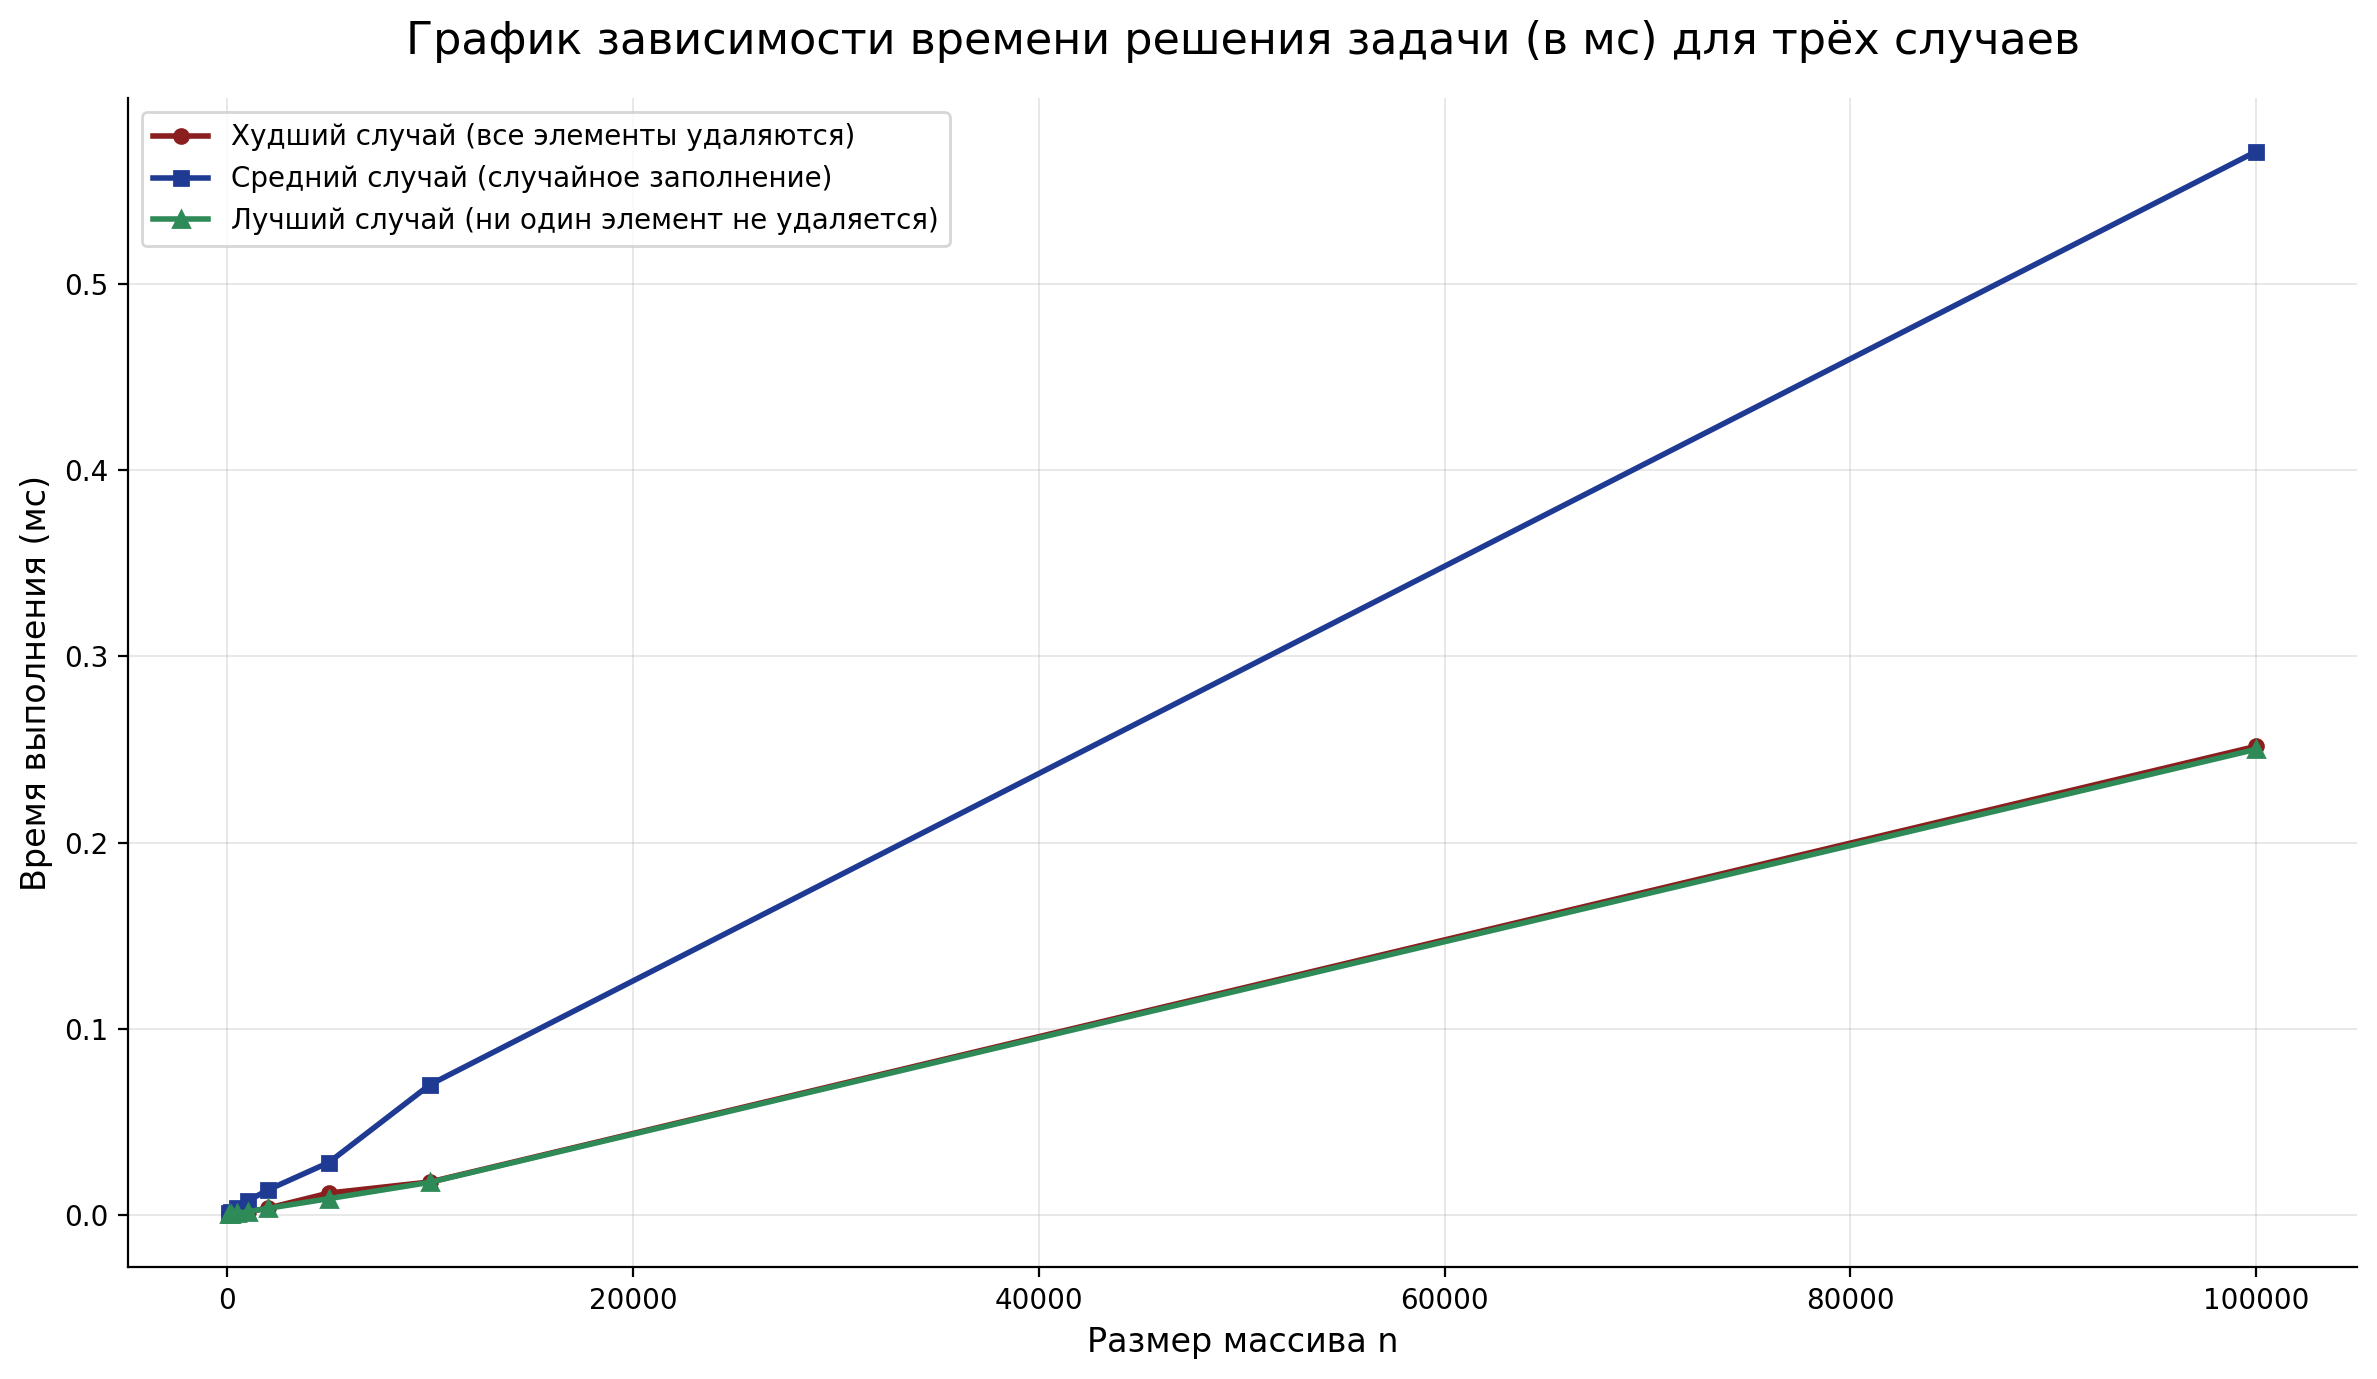 График зависимости времени решения задачи (в мс) для трёх случаев
Худший случай (все элементы удаляются)
Средний случай (случайное заполнение)
Лучший случай (ни один элемент не удаляется)
Время выполнения (мс)
0.5
0.4
0.3
0.2
0.1
0.0
0 20000 40000 60000 80000 100000
Размер массива n